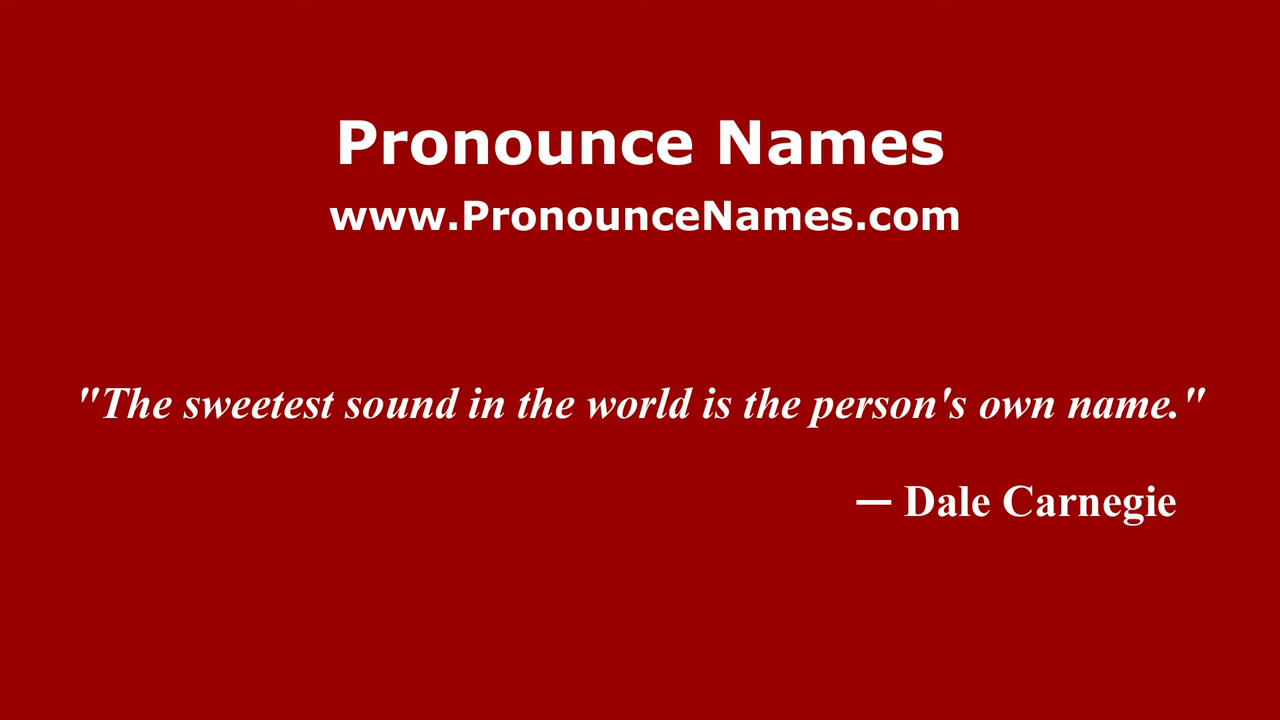 Pronounce Names
www.PronounceNames.com
"The sweetest sound in the world is the person's own name."
— Dale Carnegie